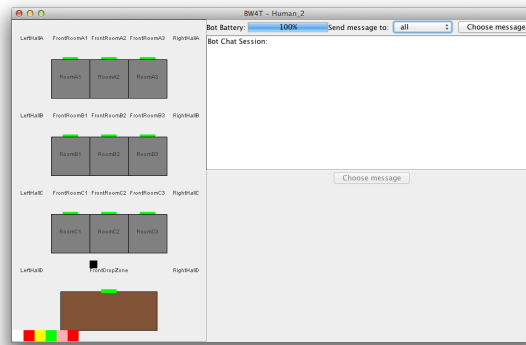 BW4T - Human_2
Bot Battery: 100% Send message to: all Choose message
Bot Chat Session:
LeftHallA FrontRoomA1 FrontRoomA2 FrontRoomA3 RightHallA
RoomA1 RoomA2 RoomA3
LeftHallB FrontRoomB1 FrontRoomB2 FrontRoomB3 RightHallB
RoomB1 RoomB2 RoomB3
Choose message
LeftHallC FrontRoomC1 FrontRoomC2 FrontRoomC3 RightHallC
RoomC1 RoomC2 RoomC3
LeftHallD FrontDropZone RightHallD